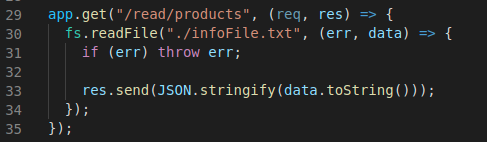 29 app.get("/read/products", (req, res) => {
30   fs.readFile("./infoFile.txt", (err, data) => {
31     if (err) throw err;
32
33     res.send(JSON.stringify(data.toString()));
34   });
35 });